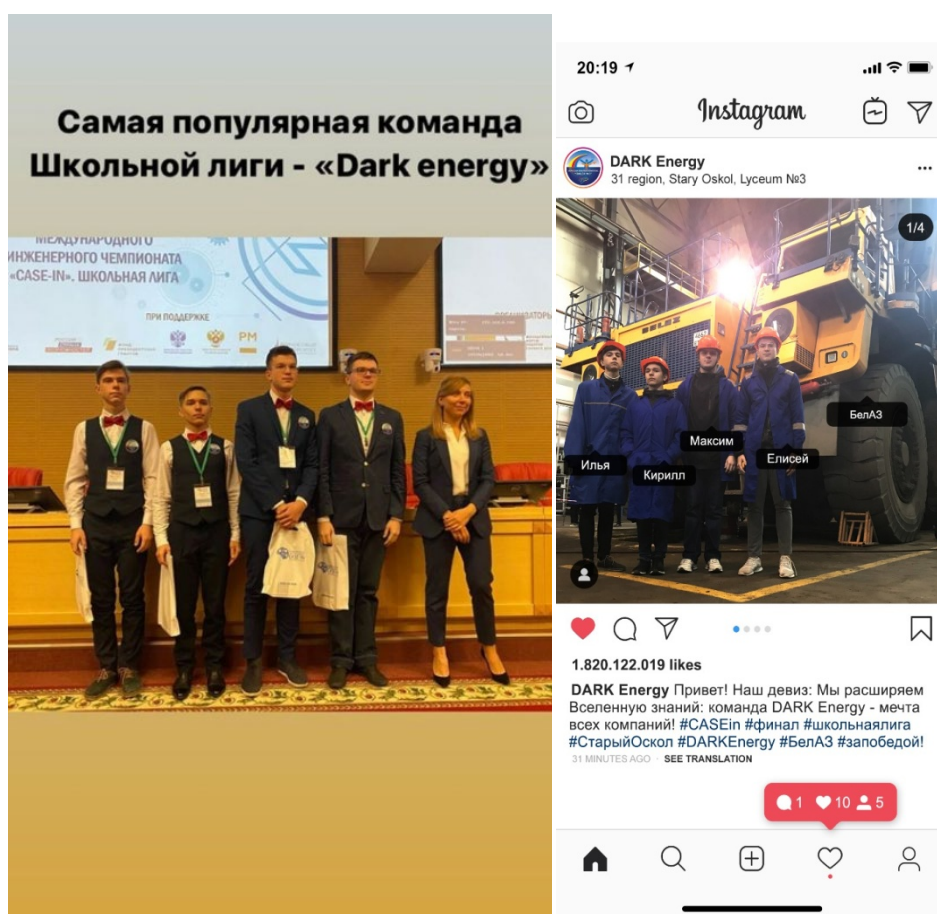 Самая популярная команда
Школьной лиги - «Dark energy»
МЕЖДУНАРОДНОГО
ИНЖЕНЕРНОГО ЧЕМПИОНАТА
«CASE-IN». ШКОЛЬНАЯ ЛИГА
ПРИ ПОДДЕРЖКЕ
РМ
20:19
Instagram
DARK Energy
31 region, Stary Oskol, Lyceum №3
1/4
BELAZ
БелАЗ
Максим
Илья
Елисей
Кирилл
1.820.122.019 likes
DARK Energy Привет! Наш девиз: Мы расширяем
Вселенную знаний: команда DARK Energy - мечта
всех компаний! #CASEin #финал #школьнаялига
#СтарыйОскол #DARKEnergy #БелАЗ #запобедой!
31 MINUTES AGO · SEE TRANSLATION
1 10 5